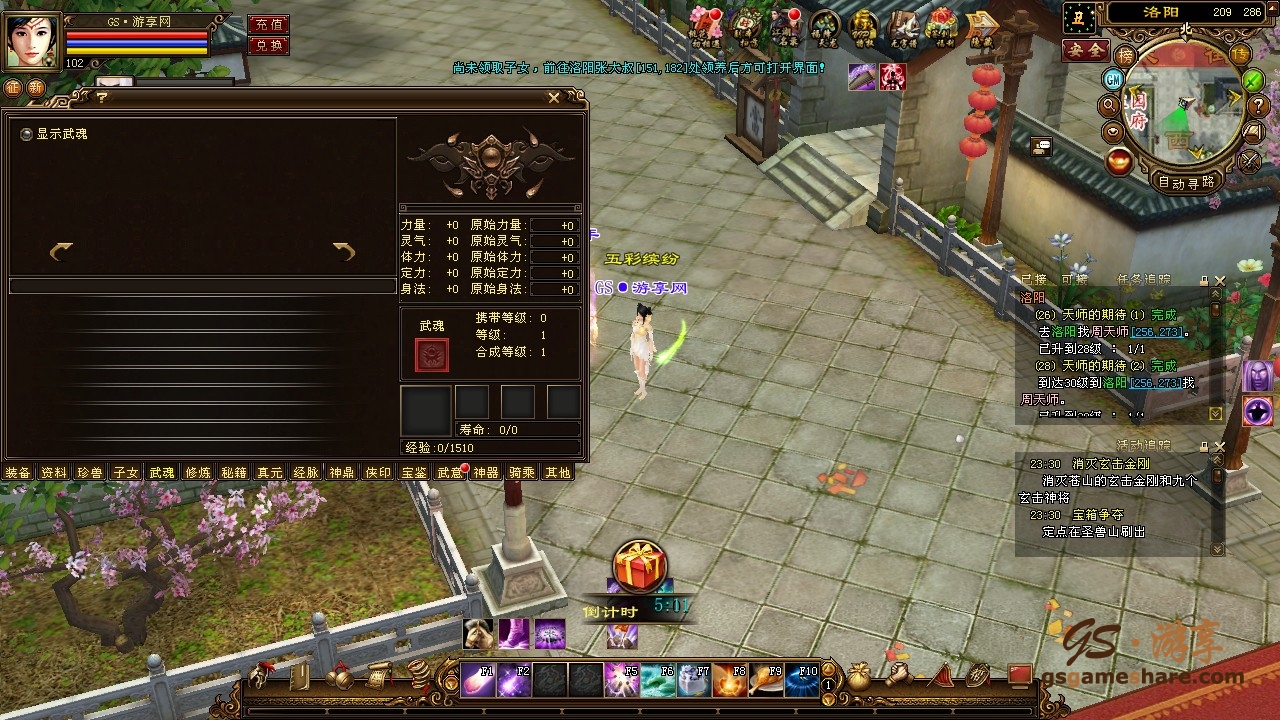 GS·游享网
102
充值
兑换
征 新
洛阳 209 286
丑
北
安全
榜
传
GM
国府
自动寻路
尚未领取子女，前往洛阳张大叔[151,182]处领养后方可打开界面!
?
显示武魂
力量: +0 原始力量: +0
灵气: +0 原始灵气: +0
体力: +0 原始体力: +0
定力: +0 原始定力: +0
身法: +0 原始身法: +0
武魂
携带等级: 0
等级: 1
合成等级: 1
寿命: 0/0
经验:0/1510
装备 资料 珍兽 子女 武魂 修炼 秘籍 真元 经脉 神鼎 侠印 宝鉴 武意 神器 骑乘 其他
五彩缤纷
GS●游享网
已接 可接 任务追踪
洛阳
(26) 天师的期待(1) 完成
去洛阳找周天师[256,273]。
已升到28级 : 1/1
(28) 天师的期待(2) 完成
到达30级到洛阳[256,273]找
周天师。
活动追踪
23:30 消灭玄击金刚
消灭苍山的玄击金刚和九个
玄击神将
23:30 宝箱争夺
定点在圣兽山刷出
倒计时 5:11
F1 F2 F5 F6 F7 F8 F9 F10
1
GS·游享
gsgameshare.com